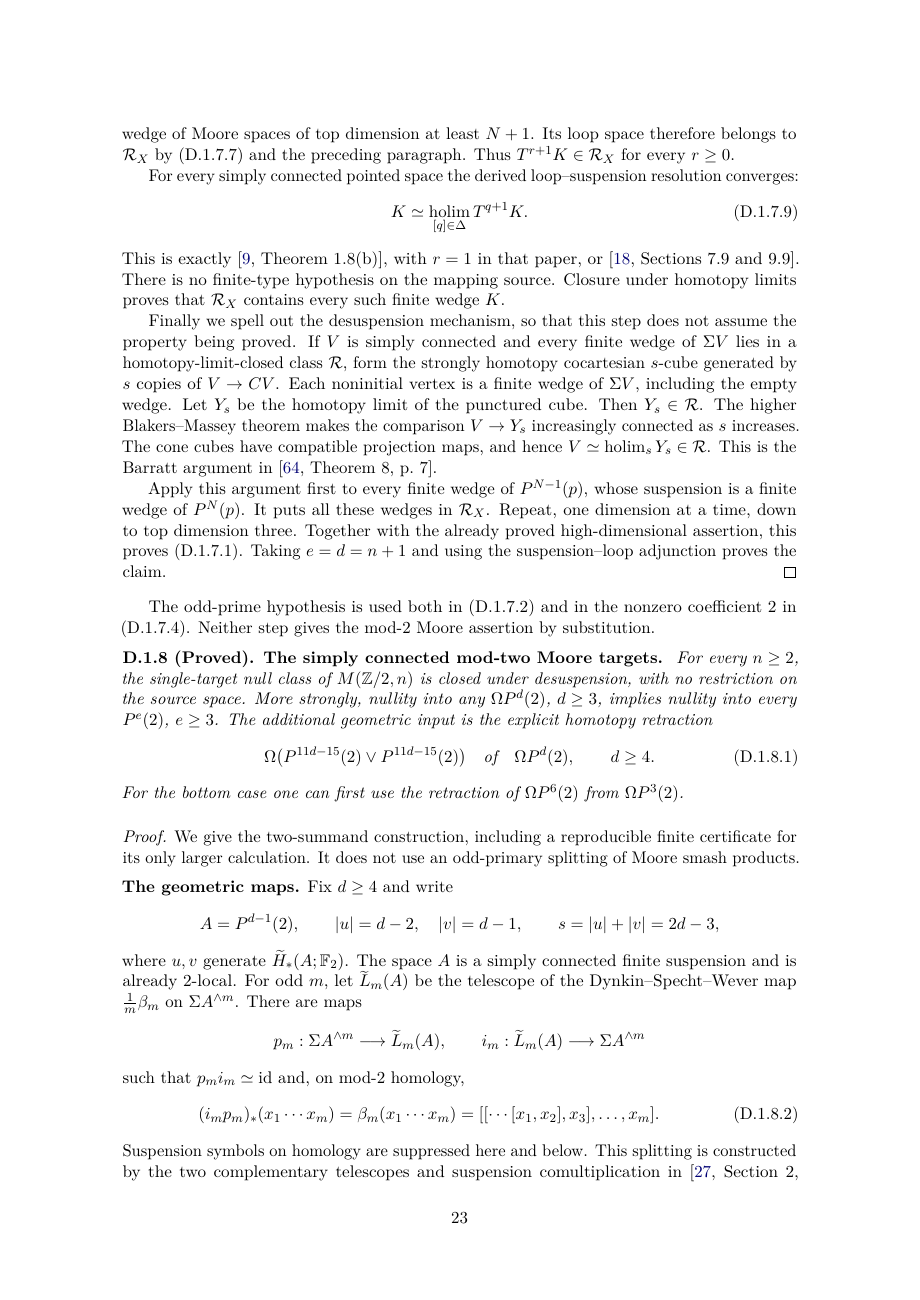 wedge of Moore spaces of top dimension at least N + 1. Its loop space therefore belongs to
ℛ_X by (D.1.7.7) and the preceding paragraph. Thus T^{r+1}K ∈ ℛ_X for every r ≥ 0.
For every simply connected pointed space the derived loop–suspension resolution converges:
K ≃ holim_{[q]∈Δ} T^{q+1}K. (D.1.7.9)
This is exactly [9, Theorem 1.8(b)], with r = 1 in that paper, or [18, Sections 7.9 and 9.9].
There is no finite-type hypothesis on the mapping source. Closure under homotopy limits
proves that ℛ_X contains every such finite wedge K.
Finally we spell out the desuspension mechanism, so that this step does not assume the
property being proved. If V is simply connected and every finite wedge of ΣV lies in a
homotopy-limit-closed class ℛ, form the strongly homotopy cocartesian s-cube generated by
s copies of V → CV. Each noninitial vertex is a finite wedge of ΣV, including the empty
wedge. Let Y_s be the homotopy limit of the punctured cube. Then Y_s ∈ ℛ. The higher
Blakers–Massey theorem makes the comparison V → Y_s increasingly connected as s increases.
The cone cubes have compatible projection maps, and hence V ≃ holim_s Y_s ∈ ℛ. This is the
Barratt argument in [64, Theorem 8, p. 7].
Apply this argument first to every finite wedge of P^{N−1}(p), whose suspension is a finite
wedge of P^N(p). It puts all these wedges in ℛ_X. Repeat, one dimension at a time, down
to top dimension three. Together with the already proved high-dimensional assertion, this
proves (D.1.7.1). Taking e = d = n + 1 and using the suspension–loop adjunction proves the
claim. □
The odd-prime hypothesis is used both in (D.1.7.2) and in the nonzero coefficient 2 in
(D.1.7.4). Neither step gives the mod-2 Moore assertion by substitution.
D.1.8 (Proved). The simply connected mod-two Moore targets. For every n ≥ 2,
the single-target null class of M(ℤ/2, n) is closed under desuspension, with no restriction on
the source space. More strongly, nullity into any ΩP^d(2), d ≥ 3, implies nullity into every
P^e(2), e ≥ 3. The additional geometric input is the explicit homotopy retraction
Ω(P^{11d−15}(2) ∨ P^{11d−15}(2)) of ΩP^d(2), d ≥ 4. (D.1.8.1)
For the bottom case one can first use the retraction of ΩP^6(2) from ΩP^3(2).
Proof. We give the two-summand construction, including a reproducible finite certificate for
its only larger calculation. It does not use an odd-primary splitting of Moore smash products.
The geometric maps. Fix d ≥ 4 and write
A = P^{d−1}(2), |u| = d − 2, |v| = d − 1, s = |u| + |v| = 2d − 3,
where u, v generate H̃_*(A; 𝔽_2). The space A is a simply connected finite suspension and is
already 2-local. For odd m, let L̃_m(A) be the telescope of the Dynkin–Specht–Wever map
\frac{1}{m}β_m on ΣA^{∧m}. There are maps
p_m : ΣA^{∧m} ⟶ L̃_m(A), i_m : L̃_m(A) ⟶ ΣA^{∧m}
such that p_m i_m ≃ id and, on mod-2 homology,
(i_m p_m)_*(x_1 ··· x_m) = β_m(x_1 ··· x_m) = [[··· [x_1, x_2], x_3], . . . , x_m]. (D.1.8.2)
Suspension symbols on homology are suppressed here and below. This splitting is constructed
by the two complementary telescopes and suspension comultiplication in [27, Section 2,
23